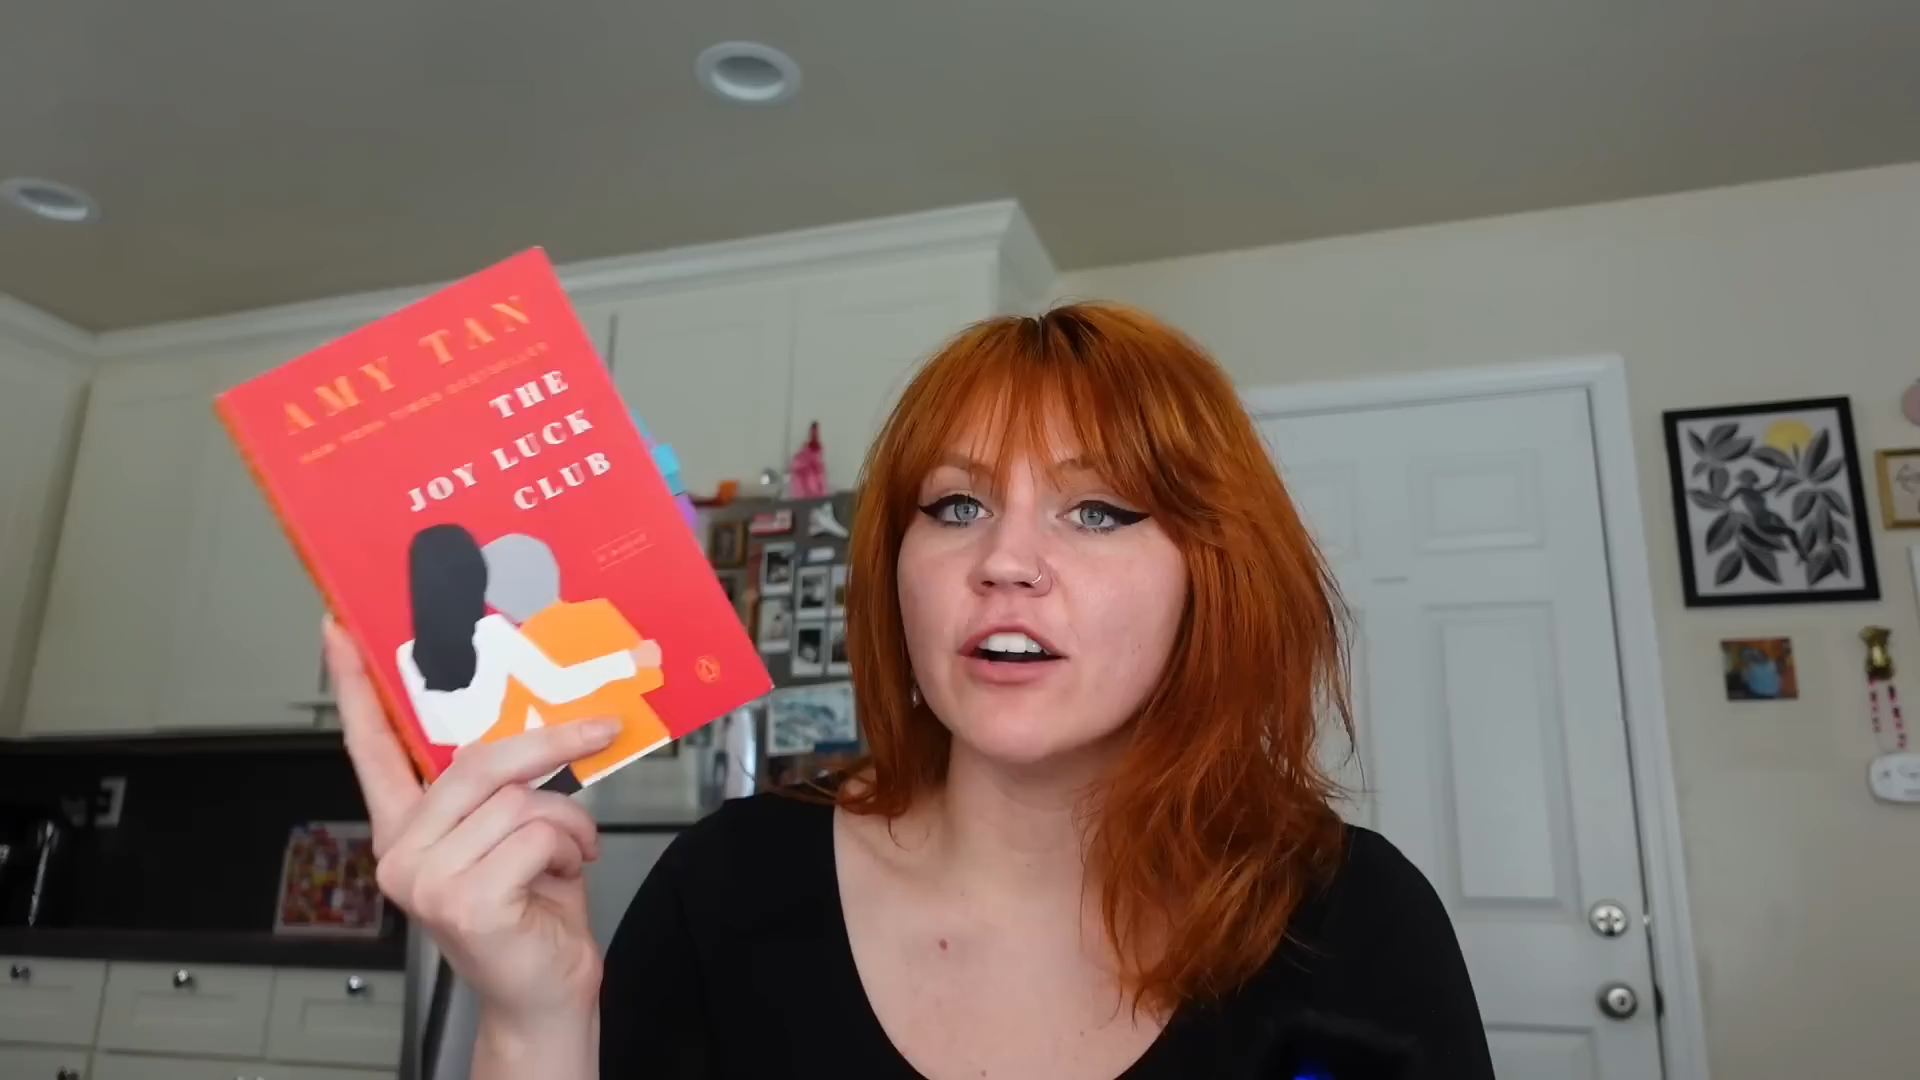 AMY TAN
NEW YORK TIMES BESTSELLER
THE
JOY LUCK
CLUB